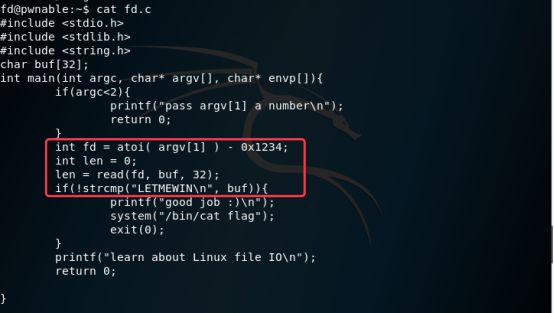 fd@pwnable:~$ cat fd.c
#include <stdio.h>
#include <stdlib.h>
#include <string.h>
char buf[32];
int main(int argc, char* argv[], char* envp[]){
        if(argc<2){
                printf("pass argv[1] a number\n");
                return 0;
        }
        int fd = atoi( argv[1] ) - 0x1234;
        int len = 0;
        len = read(fd, buf, 32);
        if(!strcmp("LETMEWIN\n", buf)){
                printf("good job :)\n");
                system("/bin/cat flag");
                exit(0);
        }
        printf("learn about Linux file IO\n");
        return 0;
}